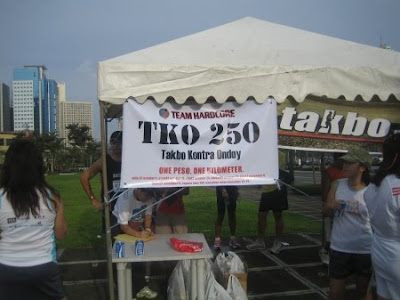 TEAM HARDCORE
TKO 250
Takbo Kontra Ondoy
ONE PESO. ONE KILOMETER.
takbo